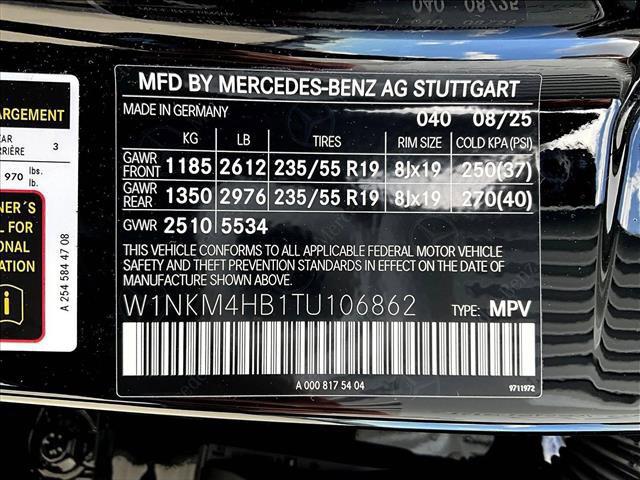 040 08/25
MFD BY MERCEDES-BENZ AG STUTTGART
MADE IN GERMANY 040 08/25
KG LB TIRES RIM SIZE COLD KPA(PSI)
GAWR FRONT 1185 2612 235/55 R19 8Jx19 250(37)
GAWR REAR 1350 2976 235/55 R19 8Jx19 270(40)
GVWR 2510 5534
THIS VEHICLE CONFORMS TO ALL APPLICABLE FEDERAL MOTOR VEHICLE
SAFETY AND THEFT PREVENTION STANDARDS IN EFFECT ON THE DATE OF
MANUFACTURE SHOWN ABOVE.
W1NKM4HB1TU106862 TYPE: MPV
A 000 817 54 04
9711972
ARGEMENT
3
970 lbs.
lb.
NER´S
L FOR
ONAL
ATION
A 254 584 47 08